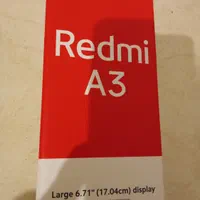 Redmi
A3
Large 6.71" (17.04cm) display